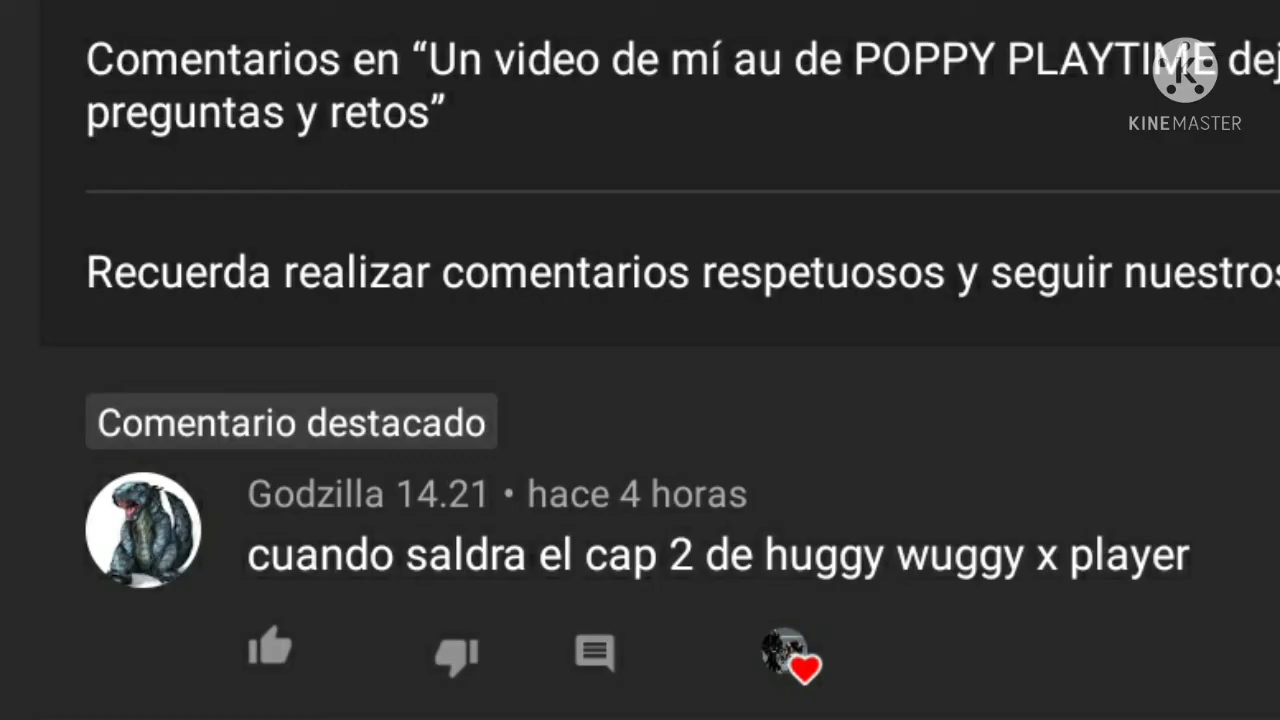 Comentarios en “Un video de mí au de POPPY PLAYTIME dej
preguntas y retos”
KINEMASTER
Recuerda realizar comentarios respetuosos y seguir nuestros
Comentario destacado
Godzilla 14.21 • hace 4 horas
cuando saldra el cap 2 de huggy wuggy x player